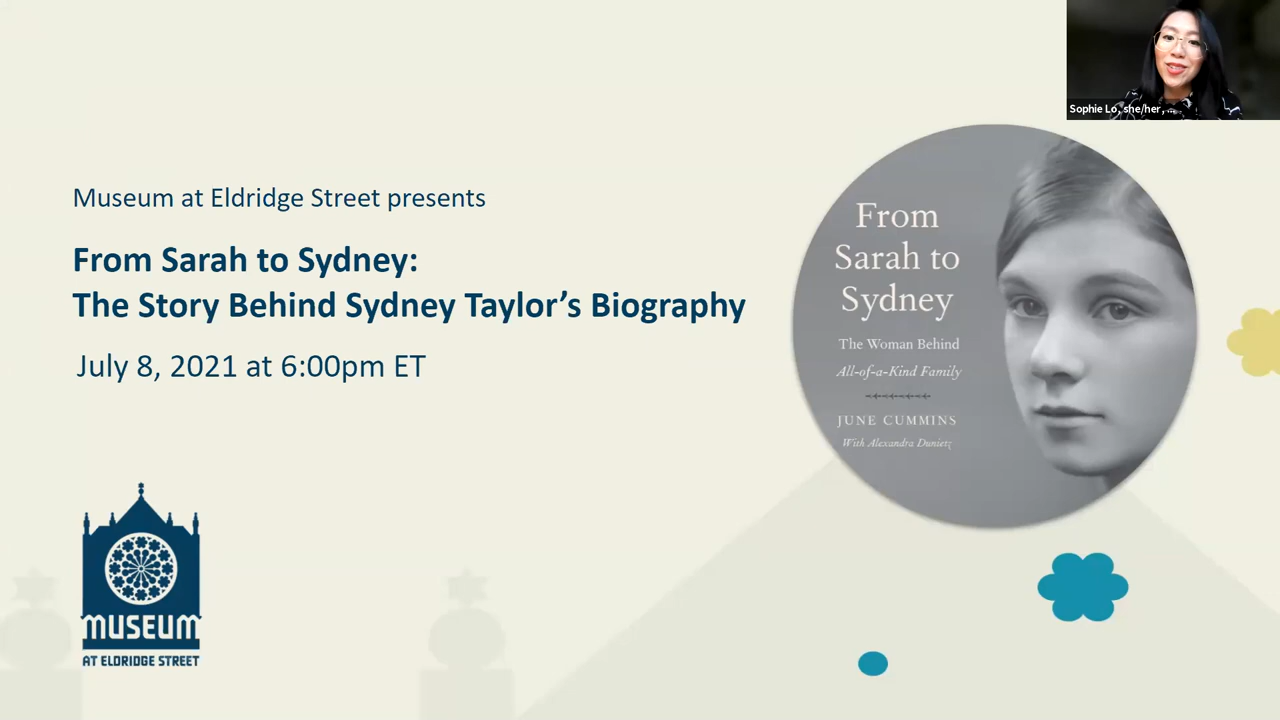 Sophie Lo, she/her, ...
Museum at Eldridge Street presents
From Sarah to Sydney:
The Story Behind Sydney Taylor's Biography
July 8, 2021 at 6:00pm ET
From
Sarah to
Sydney
The Woman Behind
All-of-a-Kind Family
JUNE CUMMINS
With Alexandra Dunietz
MUSEUM
AT ELDRIDGE STREET